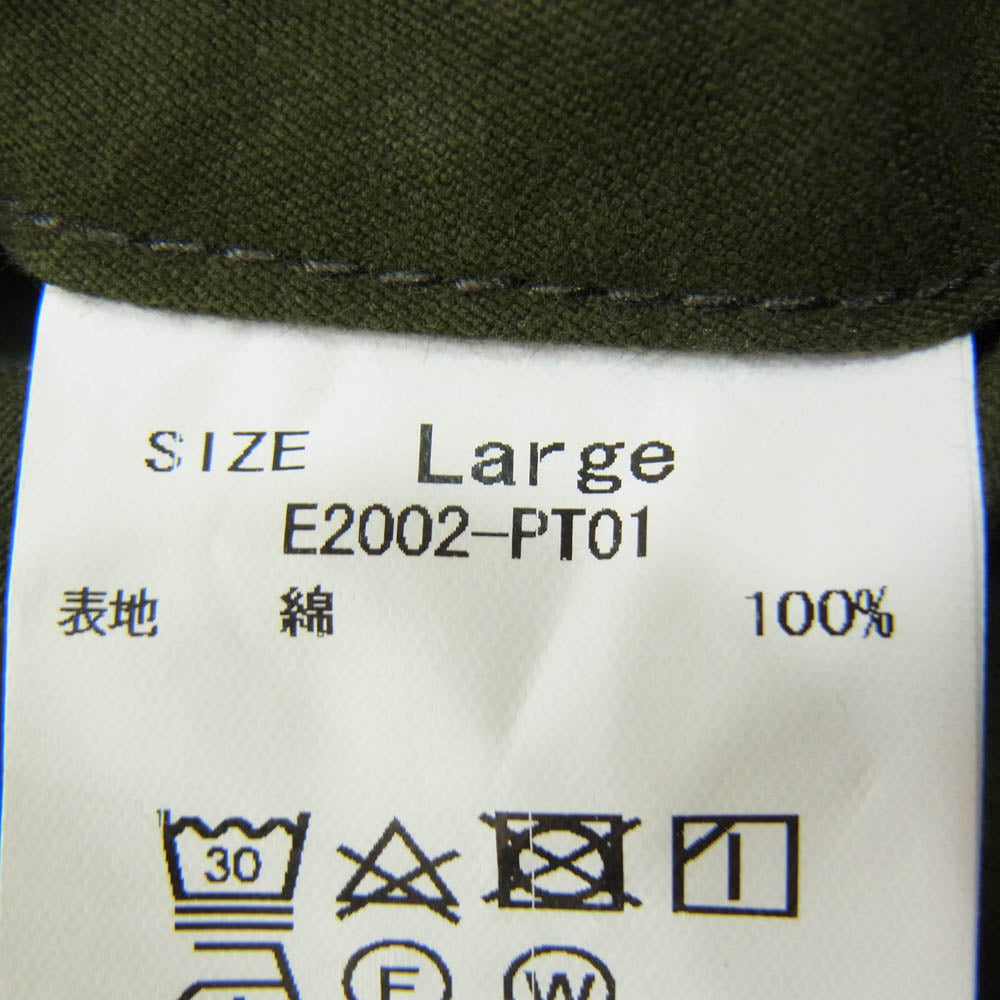 SIZE Large
E2002-PT01
表地 綿 100%
30
F W